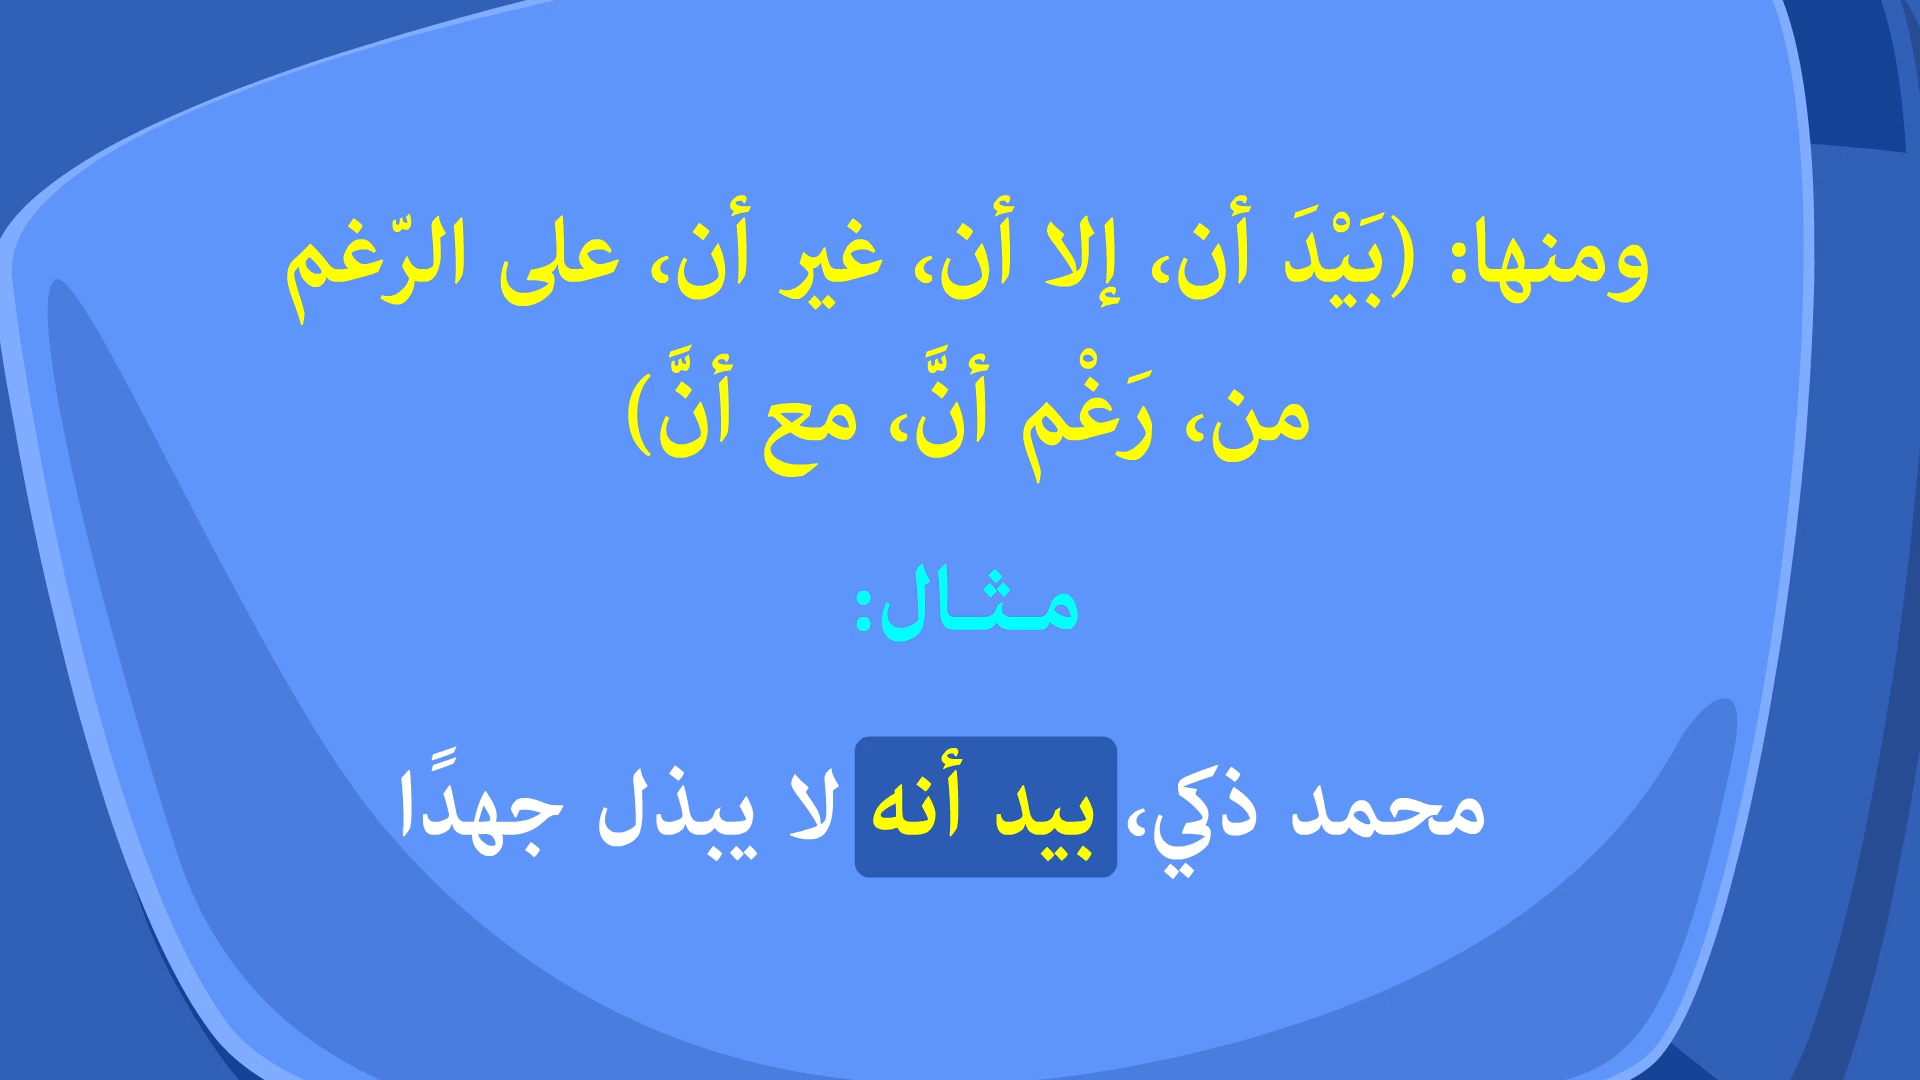 ومنها: (بَيْدَ أن، إلا أن، غير أن، على الرّغم
من، رَغْم أنَّ، مع أنَّ)
مـثـال:
محمد ذكي، بيد أنه لا يبذل جهدًا